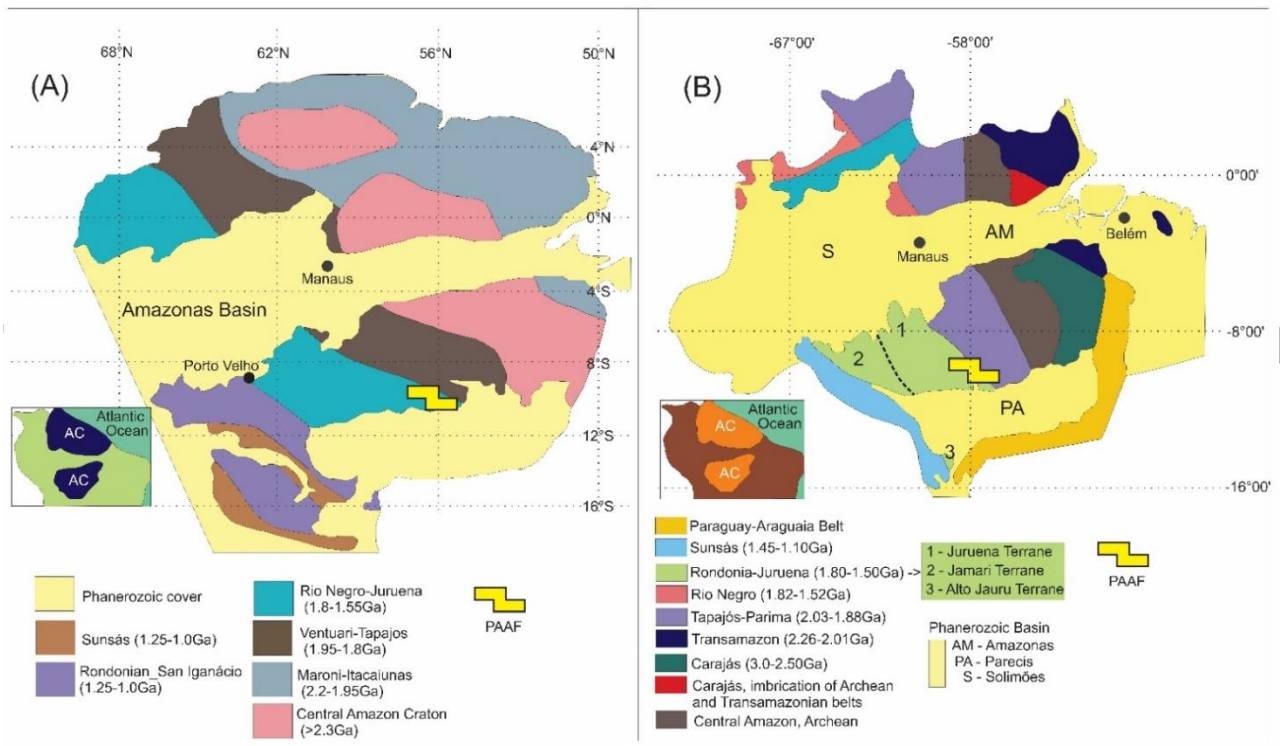 68°N
62°N
56°N
50°N
(A)
4°N
0°N
4°S
8°S
12°S
16°S
Manaus
Amazonas Basin
Porto Velho
Atlantic
Ocean
AC
AC
Phanerozoic cover
Sunsás (1.25-1.0Ga)
Rondonian_San Iganácio
(1.25-1.0Ga)
Rio Negro-Juruena
(1.8-1.55Ga)
Ventuari-Tapajos
(1.95-1.8Ga)
Maroni-Itacaiunas
(2.2-1.95Ga)
Central Amazon Craton
(>2.3Ga)
PAAF
-67°00'
-58°00'
(B)
0°00'
-8°00'
-16°00'
S
AM
Manaus
Belém
1
2
PA
3
Atlantic
Ocean
AC
AC
Paraguay-Araguaia Belt
Sunsás (1.45-1.10Ga)
Rondonia-Juruena (1.80-1.50Ga) ->
Rio Negro (1.82-1.52Ga)
Tapajós-Parima (2.03-1.88Ga)
Transamazon (2.26-2.01Ga)
Carajás (3.0-2.50Ga)
Carajás, imbrication of Archean
and Transamazonian belts
Central Amazon, Archean
1 - Juruena Terrane
2 - Jamari Terrane
3 - Alto Jauru Terrane
PAAF
Phanerozoic Basin
AM - Amazonas
PA - Parecis
S - Solimões